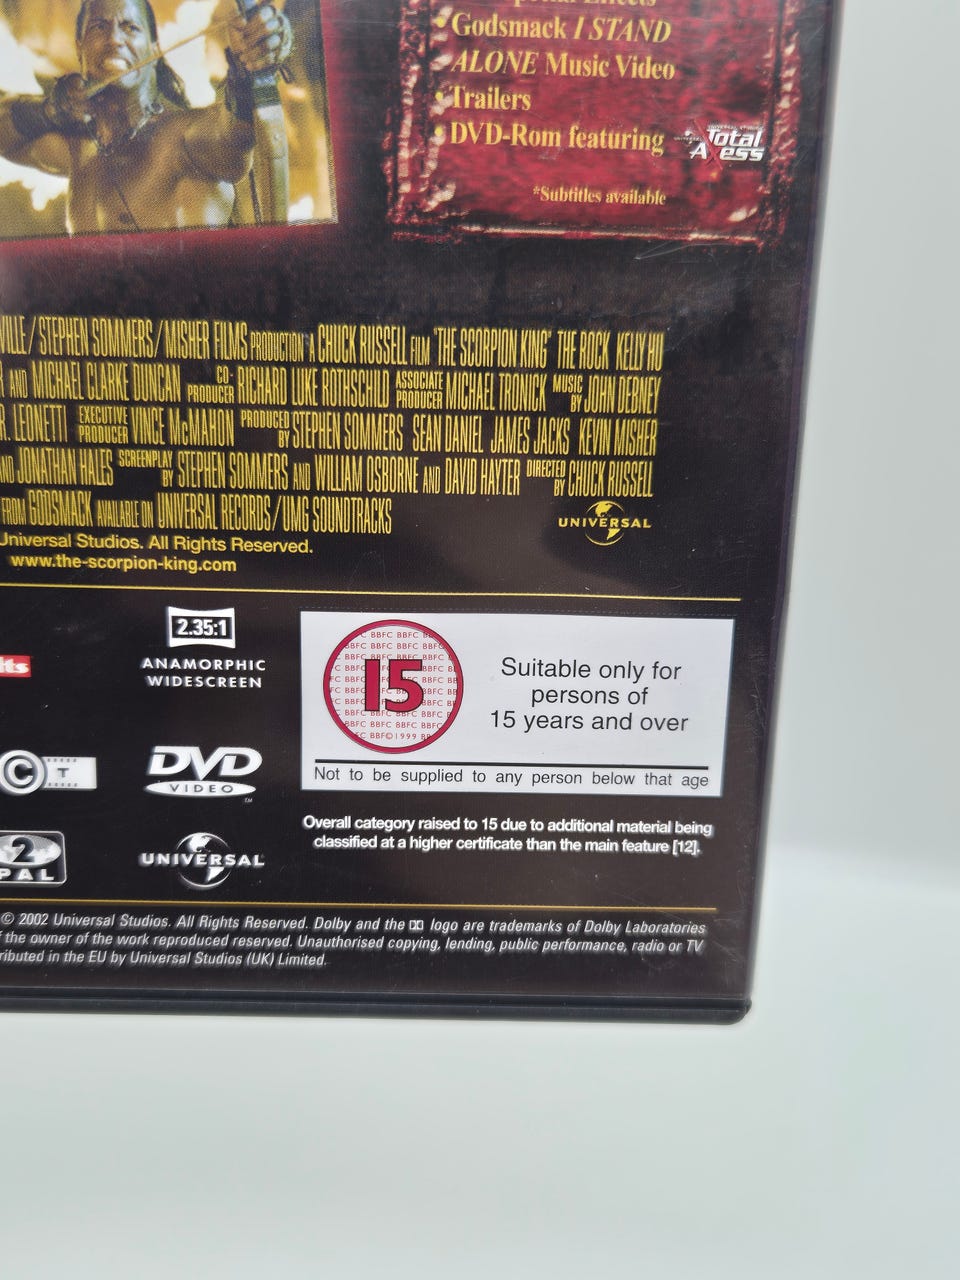 Godsmack I STAND
ALONE Music Video
Trailers
DVD-Rom featuring Total Axess
*Subtitles available
VILLE/STEPHEN SOMMERS/MISHER FILMS PRODUCTION A CHUCK RUSSELL FILM "THE SCORPION KING" THE ROCK KELLY HU
AND MICHAEL CLARKE DUNCAN CO-PRODUCER RICHARD LUKE ROTHSCHILD ASSOCIATE PRODUCER MICHAEL TRONICK MUSIC BY JOHN DEBNEY
R. LEONETTI EXECUTIVE PRODUCER VINCE McMAHON PRODUCED BY STEPHEN SOMMERS SEAN DANIEL JAMES JACKS KEVIN MISHER
AND JONATHAN HALES SCREENPLAY BY STEPHEN SOMMERS AND WILLIAM OSBORNE AND DAVID HAYTER DIRECTED BY CHUCK RUSSELL
FROM GODSMACK AVAILABLE ON UNIVERSAL RECORDS/UMG SOUNDTRACKS
UNIVERSAL
Universal Studios. All Rights Reserved.
www.the-scorpion-king.com
2.35:1
ANAMORPHIC
WIDESCREEN
15
BBFC © 1999
Suitable only for
persons of
15 years and over
Not to be supplied to any person below that age
C T
DVD
VIDEO
TM
Overall category raised to 15 due to additional material being
classified at a higher certificate than the main feature [12].
2
PAL
UNIVERSAL
© 2002 Universal Studios. All Rights Reserved. Dolby and the logo are trademarks of Dolby Laboratories
the owner of the work reproduced reserved. Unauthorised copying, lending, public performance, radio or TV
ributed in the EU by Universal Studios (UK) Limited.